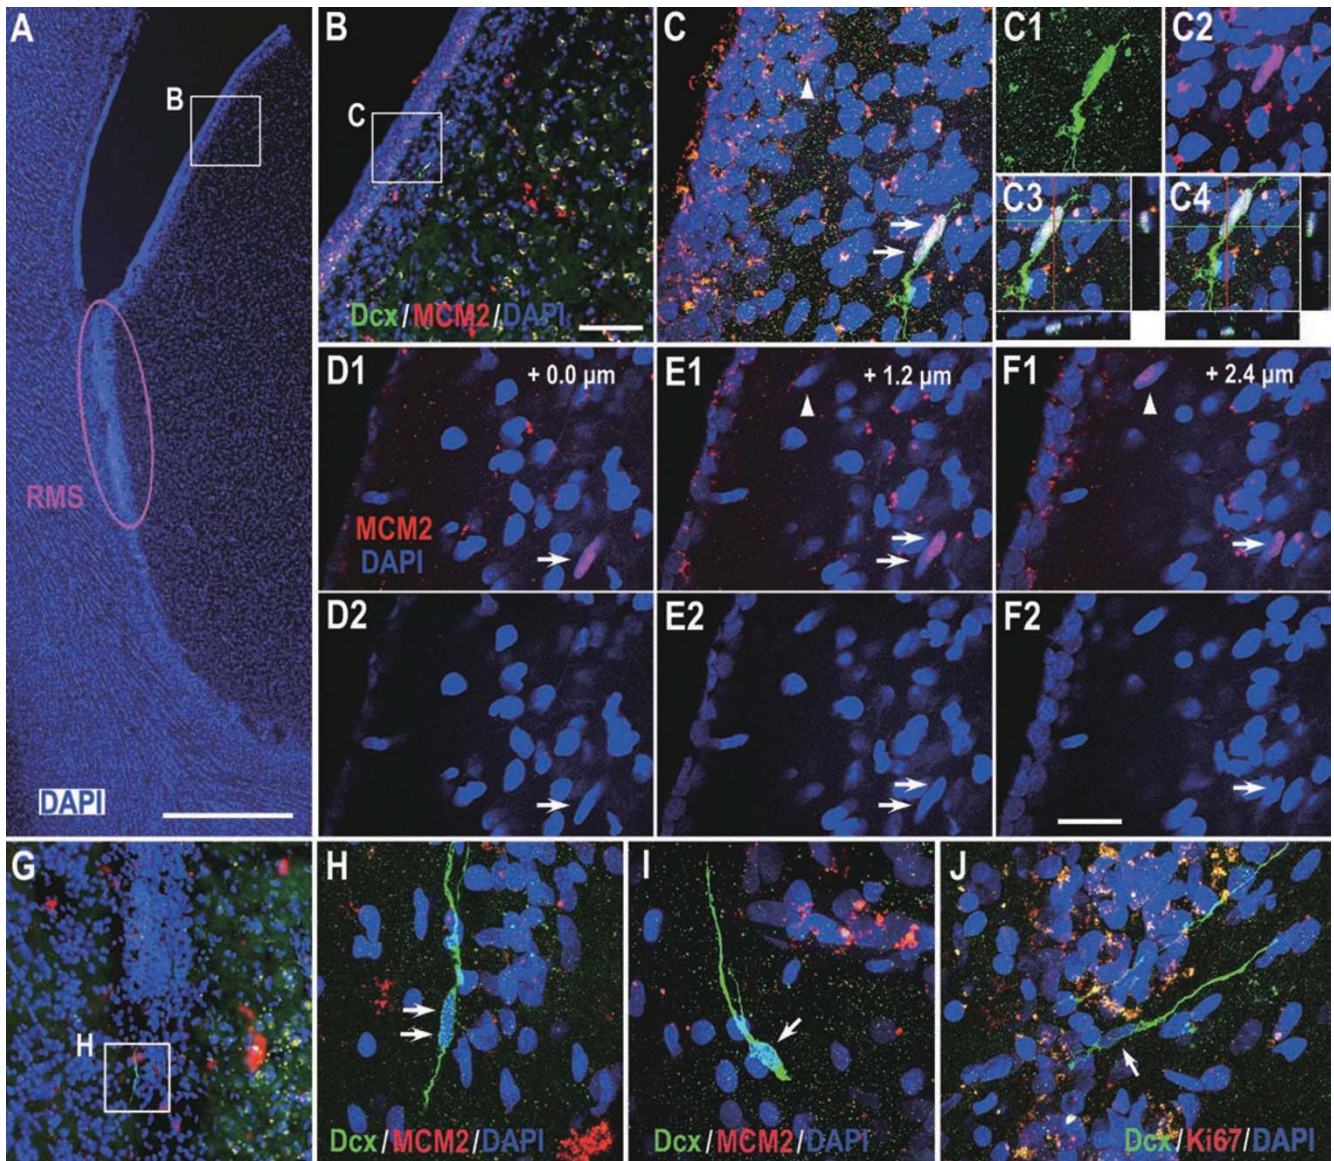 A
B
RMS
DAPI
B
C
Dcx/MCM2/DAPI
C
C1
C2
C3
C4
D1
+ 0.0 µm
MCM2
DAPI
E1
+ 1.2 µm
F1
+ 2.4 µm
D2
E2
F2
G
H
H
Dcx/MCM2/DAPI
I
Dcx/MCM2/DAPI
J
Dcx/Ki67/DAPI